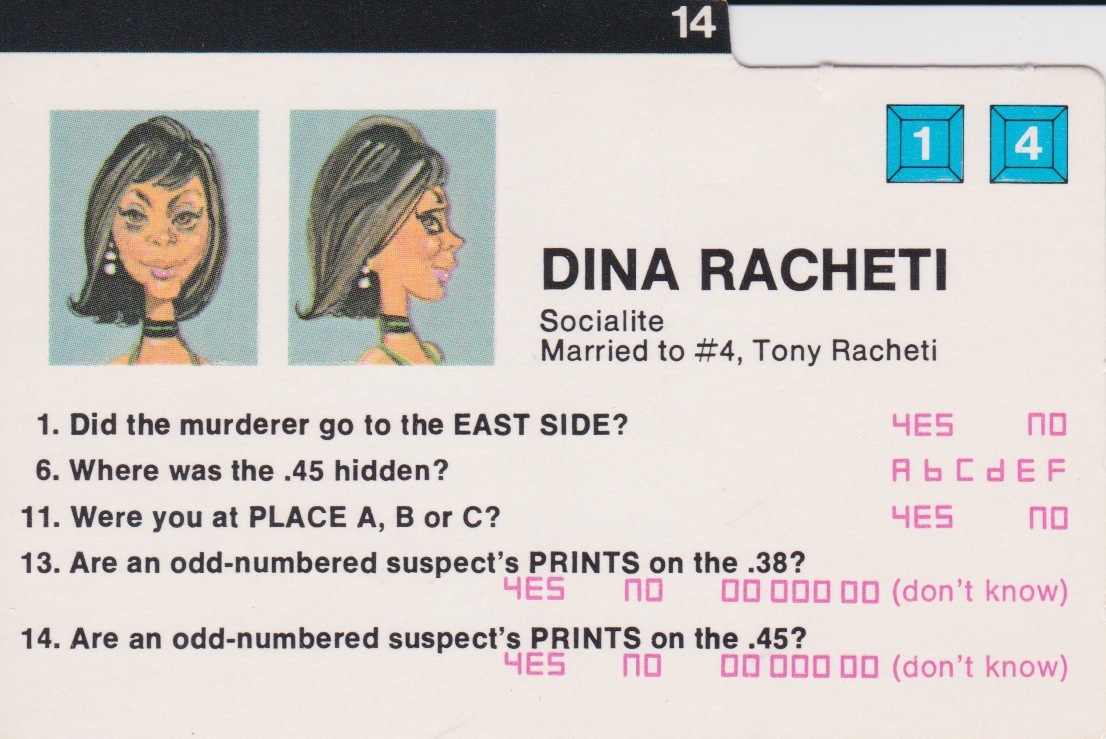 14
1 4
DINA RACHETI
Socialite
Married to #4, Tony Racheti
1. Did the murderer go to the EAST SIDE? YES NO
6. Where was the .45 hidden? A b C d E F
11. Were you at PLACE A, B or C? YES NO
13. Are an odd-numbered suspect's PRINTS on the .38?
YES NO 00 000 00 (don't know)
14. Are an odd-numbered suspect's PRINTS on the .45?
YES NO 00 000 00 (don't know)